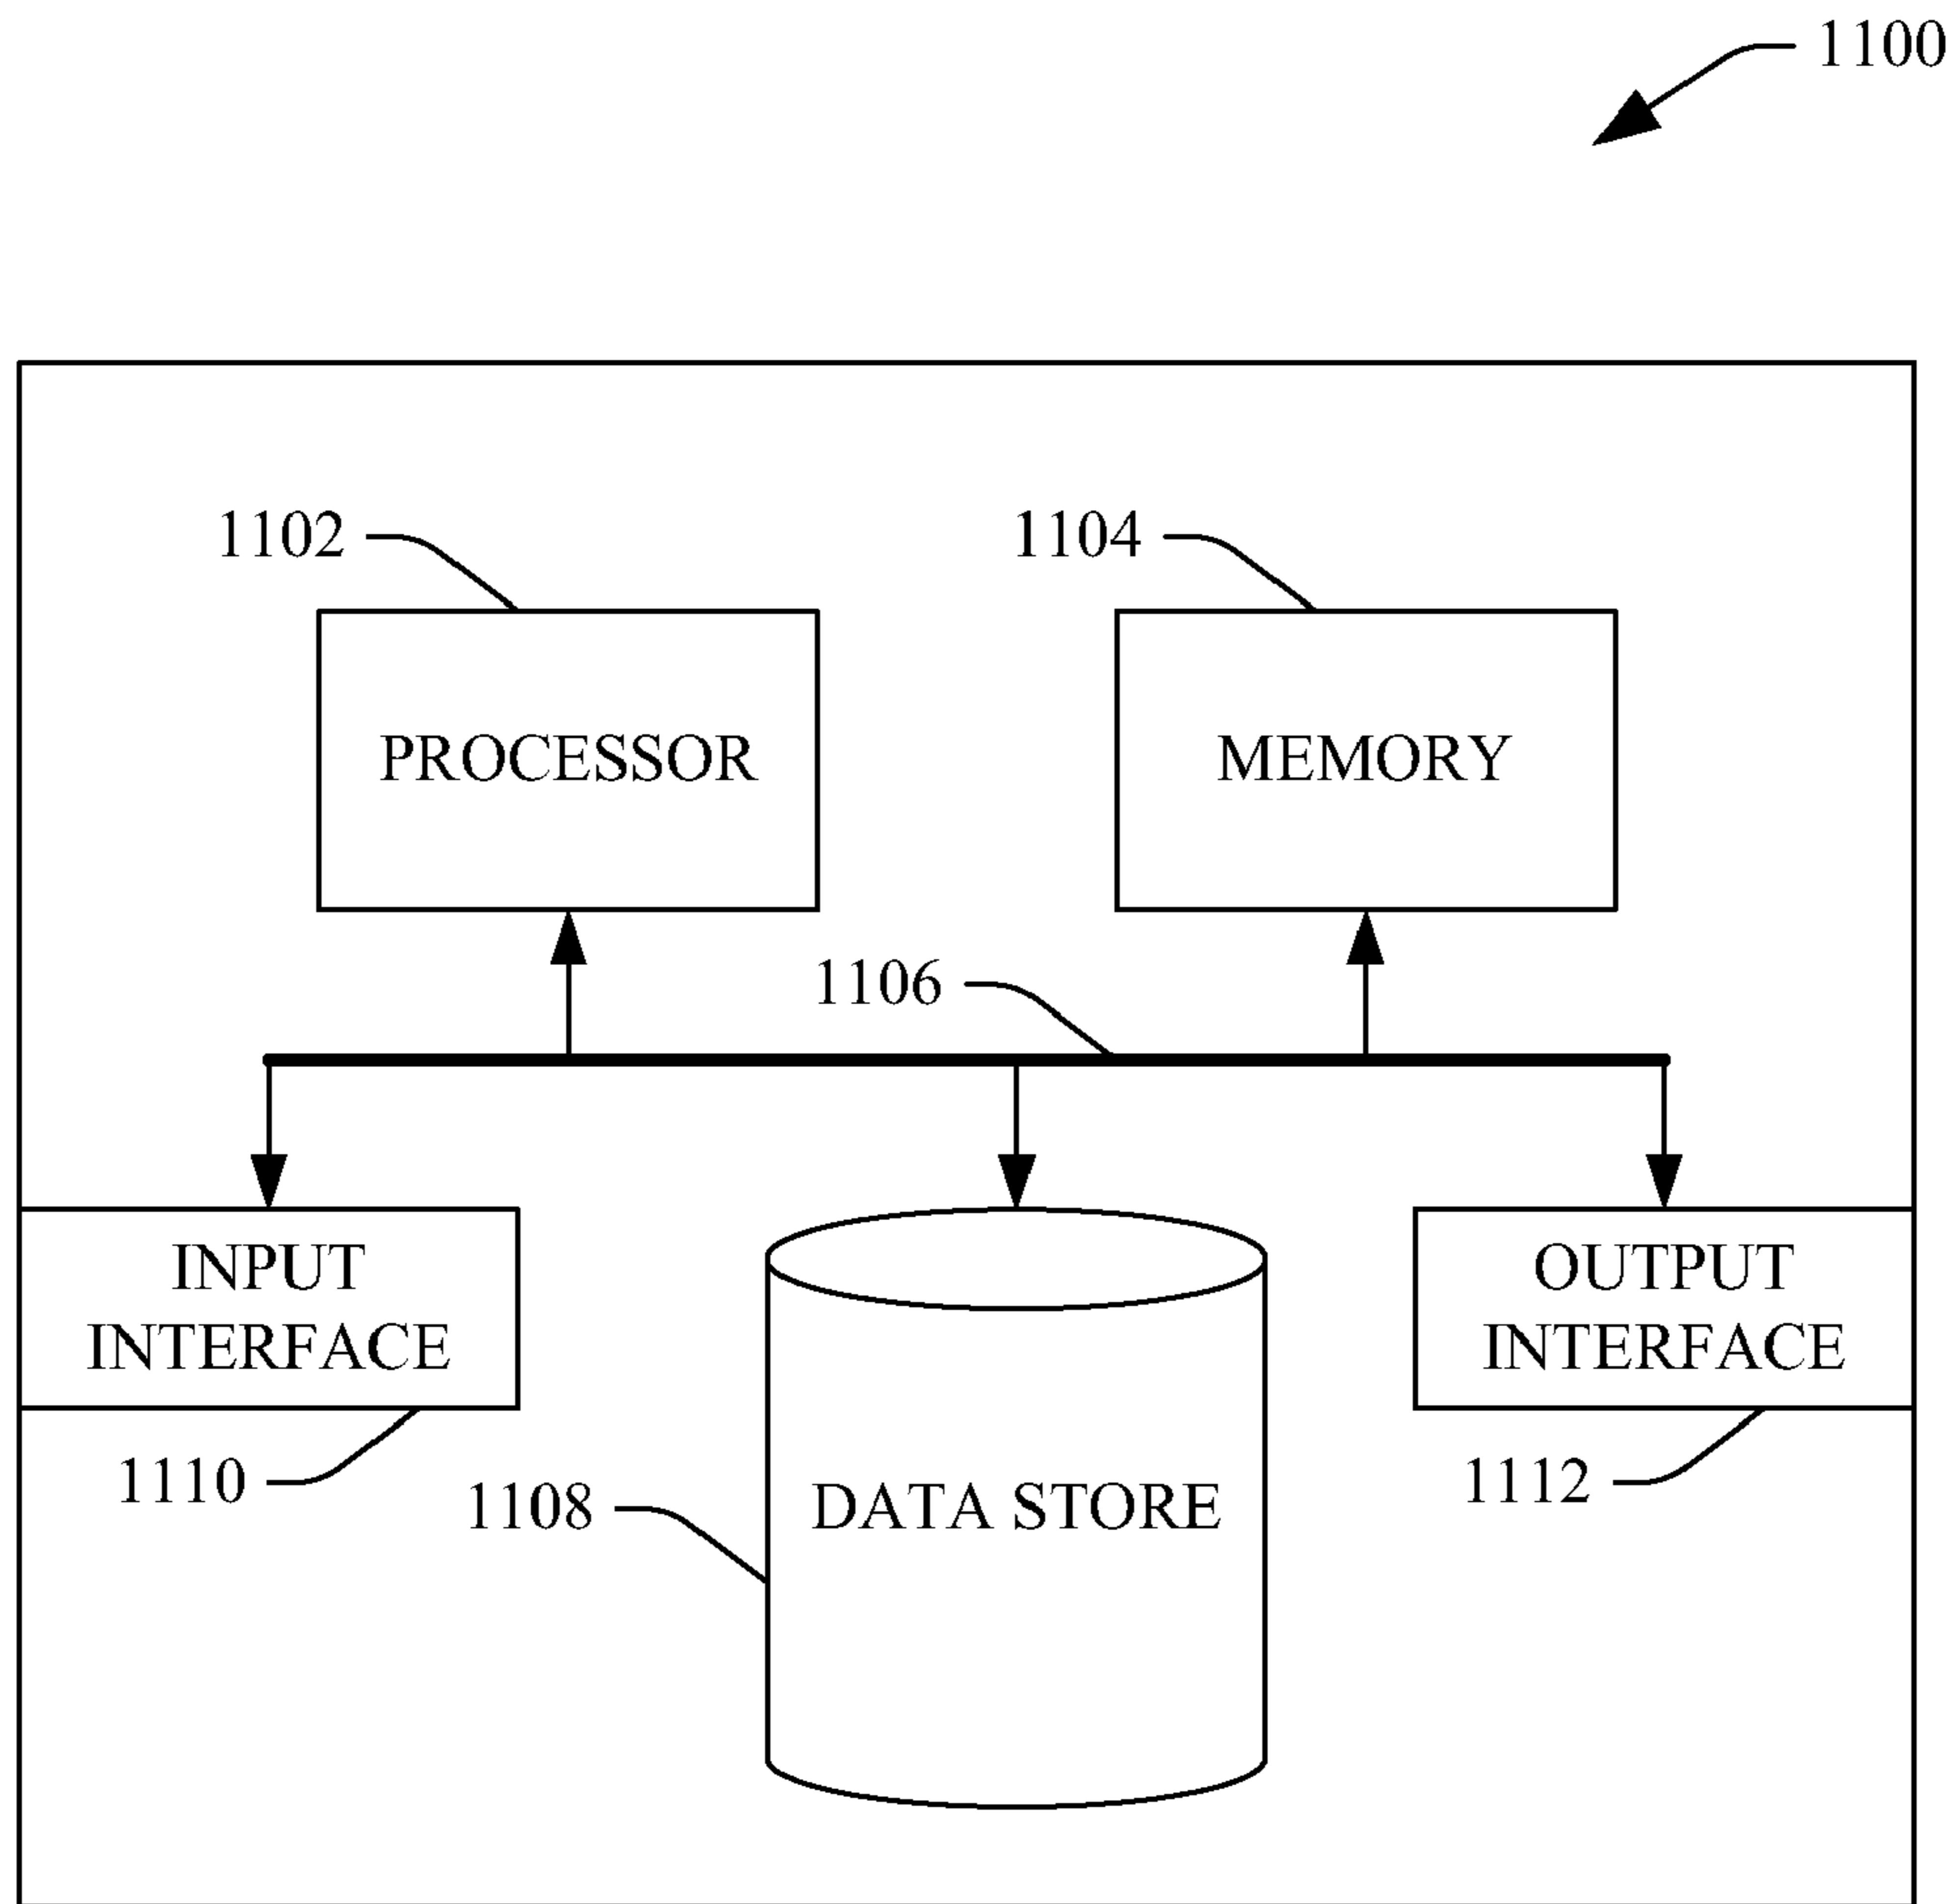 1100
1102
1104
PROCESSOR
MEMORY
1106
INPUT
INTERFACE
OUTPUT
INTERFACE
1110
1108
DATA STORE
1112